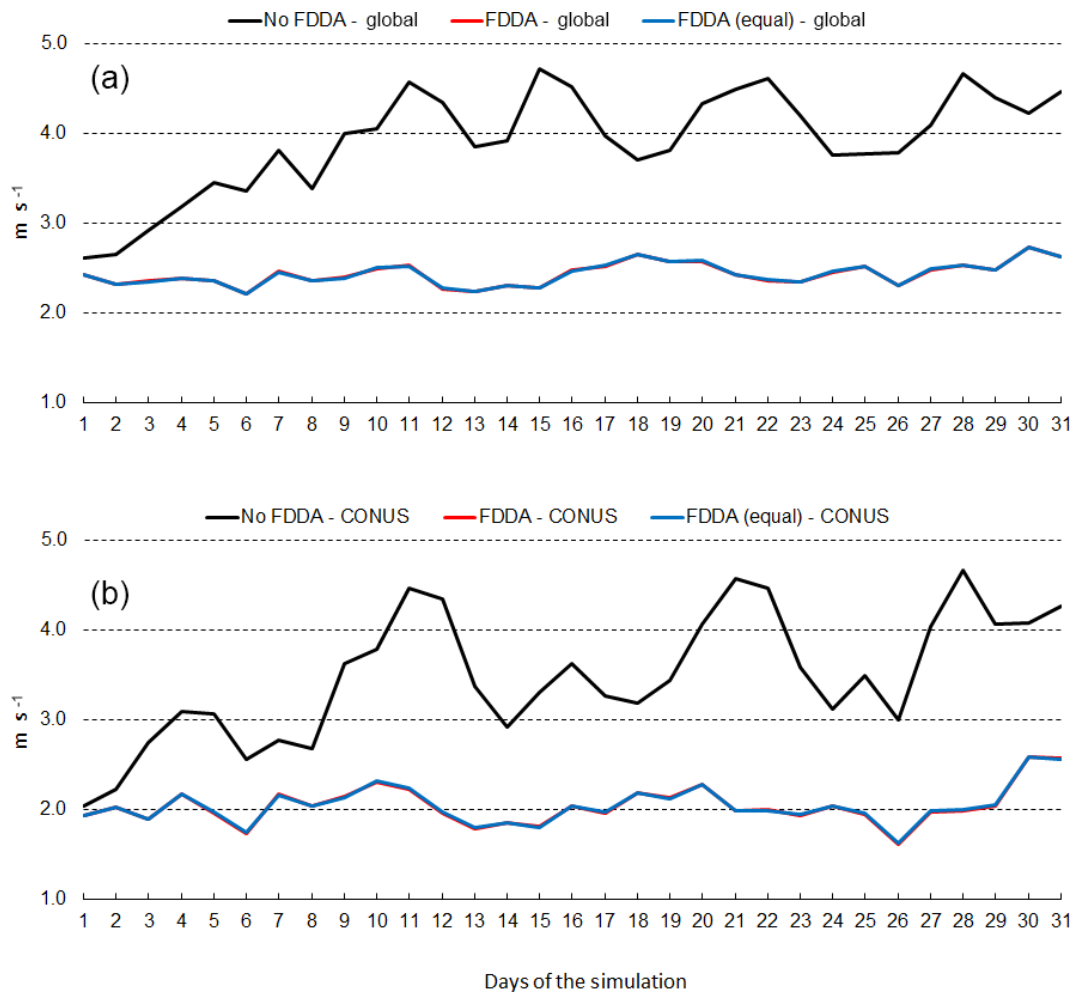 No FDDA - global FDDA - global FDDA (equal) - global
(a)
5.0
4.0
3.0
2.0
1.0
m s-1
1 2 3 4 5 6 7 8 9 10 11 12 13 14 15 16 17 18 19 20 21 22 23 24 25 26 27 28 29 30 31
No FDDA - CONUS FDDA - CONUS FDDA (equal) - CONUS
(b)
5.0
4.0
3.0
2.0
1.0
m s-1
1 2 3 4 5 6 7 8 9 10 11 12 13 14 15 16 17 18 19 20 21 22 23 24 25 26 27 28 29 30 31
Days of the simulation